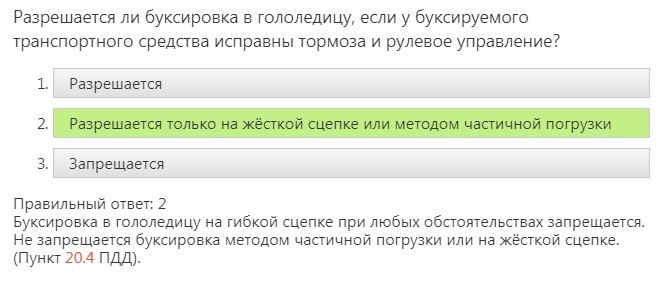 Разрешается ли буксировка в гололедицу, если у буксируемого
транспортного средства исправны тормоза и рулевое управление?
1. Разрешается
2. Разрешается только на жёсткой сцепке или методом частичной погрузки
3. Запрещается
Правильный ответ: 2
Буксировка в гололедицу на гибкой сцепке при любых обстоятельствах запрещается.
Не запрещается буксировка методом частичной погрузки или на жёсткой сцепке.
(Пункт 20.4 ПДД).